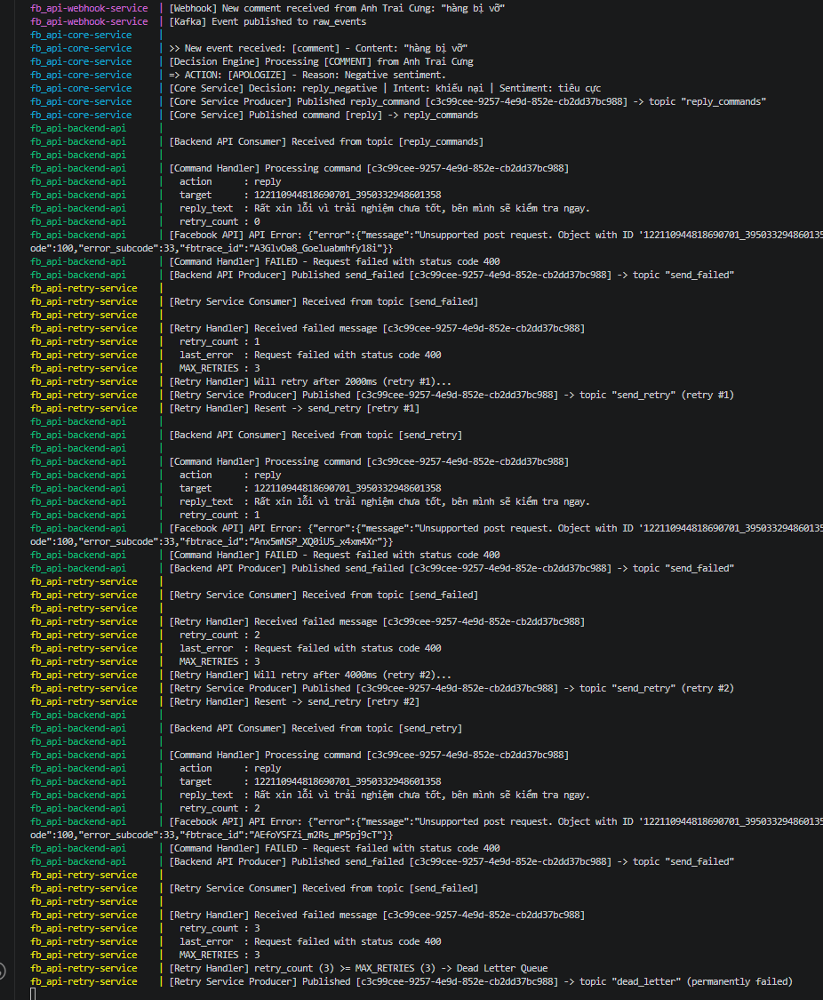 fb_api-webhook-service | [Webhook] New comment received from Anh Trai Cưng: "hàng bị vỡ"
fb_api-webhook-service | [Kafka] Event published to raw_events
fb_api-core-service |
fb_api-core-service | >> New event received: [comment] - Content: "hàng bị vỡ"
fb_api-core-service | [Decision Engine] Processing [COMMENT] from Anh Trai Cưng
fb_api-core-service | => ACTION: [APOLOGIZE] - Reason: Negative sentiment.
fb_api-core-service | [Core Service] Decision: reply_negative | Intent: khiếu nại | Sentiment: tiêu cực
fb_api-core-service | [Core Service Producer] Published reply_command [c3c99cee-9257-4e9d-852e-cb2dd37bc988] -> topic "reply_commands"
fb_api-core-service | [Core Service] Published command [reply] -> reply_commands
fb_api-backend-api |
fb_api-backend-api | [Backend API Consumer] Received from topic [reply_commands]
fb_api-backend-api |
fb_api-backend-api | [Command Handler] Processing command [c3c99cee-9257-4e9d-852e-cb2dd37bc988]
fb_api-backend-api | action : reply
fb_api-backend-api | target : 122110944818690701_3950332948601358
fb_api-backend-api | reply_text : Rất xin lỗi vì trải nghiệm chưa tốt, bên mình sẽ kiểm tra ngay.
fb_api-backend-api | retry_count : 0
fb_api-backend-api | [Facebook API] API Error: {"error":{"message":"Unsupported post request. Object with ID '122110944818690701_395033294860135
ode":100,"error_subcode":33,"fbtrace_id":"A3GlvOa8_Goeluabmhfy18i"}}
fb_api-backend-api | [Command Handler] FAILED - Request failed with status code 400
fb_api-backend-api | [Backend API Producer] Published send_failed [c3c99cee-9257-4e9d-852e-cb2dd37bc988] -> topic "send_failed"
fb_api-retry-service |
fb_api-retry-service | [Retry Service Consumer] Received from topic [send_failed]
fb_api-retry-service |
fb_api-retry-service | [Retry Handler] Received failed message [c3c99cee-9257-4e9d-852e-cb2dd37bc988]
fb_api-retry-service | retry_count : 1
fb_api-retry-service | last_error : Request failed with status code 400
fb_api-retry-service | MAX_RETRIES : 3
fb_api-retry-service | [Retry Handler] Will retry after 2000ms (retry #1)...
fb_api-retry-service | [Retry Service Producer] Published [c3c99cee-9257-4e9d-852e-cb2dd37bc988] -> topic "send_retry" (retry #1)
fb_api-retry-service | [Retry Handler] Resent -> send_retry [retry #1]
fb_api-backend-api |
fb_api-backend-api | [Backend API Consumer] Received from topic [send_retry]
fb_api-backend-api |
fb_api-backend-api | [Command Handler] Processing command [c3c99cee-9257-4e9d-852e-cb2dd37bc988]
fb_api-backend-api | action : reply
fb_api-backend-api | target : 122110944818690701_3950332948601358
fb_api-backend-api | reply_text : Rất xin lỗi vì trải nghiệm chưa tốt, bên mình sẽ kiểm tra ngay.
fb_api-backend-api | retry_count : 1
fb_api-backend-api | [Facebook API] API Error: {"error":{"message":"Unsupported post request. Object with ID '122110944818690701_395033294860135
ode":100,"error_subcode":33,"fbtrace_id":"Anx5mNSP_XQ0iU5_x4xm4Xr"}}
fb_api-backend-api | [Command Handler] FAILED - Request failed with status code 400
fb_api-backend-api | [Backend API Producer] Published send_failed [c3c99cee-9257-4e9d-852e-cb2dd37bc988] -> topic "send_failed"
fb_api-retry-service |
fb_api-retry-service | [Retry Service Consumer] Received from topic [send_failed]
fb_api-retry-service |
fb_api-retry-service | [Retry Handler] Received failed message [c3c99cee-9257-4e9d-852e-cb2dd37bc988]
fb_api-retry-service | retry_count : 2
fb_api-retry-service | last_error : Request failed with status code 400
fb_api-retry-service | MAX_RETRIES : 3
fb_api-retry-service | [Retry Handler] Will retry after 4000ms (retry #2)...
fb_api-retry-service | [Retry Service Producer] Published [c3c99cee-9257-4e9d-852e-cb2dd37bc988] -> topic "send_retry" (retry #2)
fb_api-retry-service | [Retry Handler] Resent -> send_retry [retry #2]
fb_api-backend-api |
fb_api-backend-api | [Backend API Consumer] Received from topic [send_retry]
fb_api-backend-api |
fb_api-backend-api | [Command Handler] Processing command [c3c99cee-9257-4e9d-852e-cb2dd37bc988]
fb_api-backend-api | action : reply
fb_api-backend-api | target : 122110944818690701_3950332948601358
fb_api-backend-api | reply_text : Rất xin lỗi vì trải nghiệm chưa tốt, bên mình sẽ kiểm tra ngay.
fb_api-backend-api | retry_count : 2
fb_api-backend-api | [Facebook API] API Error: {"error":{"message":"Unsupported post request. Object with ID '122110944818690701_395033294860135
ode":100,"error_subcode":33,"fbtrace_id":"AEfoYSFZi_m2Rs_mP5pj9cT"}}
fb_api-backend-api | [Command Handler] FAILED - Request failed with status code 400
fb_api-backend-api | [Backend API Producer] Published send_failed [c3c99cee-9257-4e9d-852e-cb2dd37bc988] -> topic "send_failed"
fb_api-retry-service |
fb_api-retry-service | [Retry Service Consumer] Received from topic [send_failed]
fb_api-retry-service |
fb_api-retry-service | [Retry Handler] Received failed message [c3c99cee-9257-4e9d-852e-cb2dd37bc988]
fb_api-retry-service | retry_count : 3
fb_api-retry-service | last_error : Request failed with status code 400
fb_api-retry-service | MAX_RETRIES : 3
fb_api-retry-service | [Retry Handler] retry_count (3) >= MAX_RETRIES (3) -> Dead Letter Queue
fb_api-retry-service | [Retry Service Producer] Published [c3c99cee-9257-4e9d-852e-cb2dd37bc988] -> topic "dead_letter" (permanently failed)